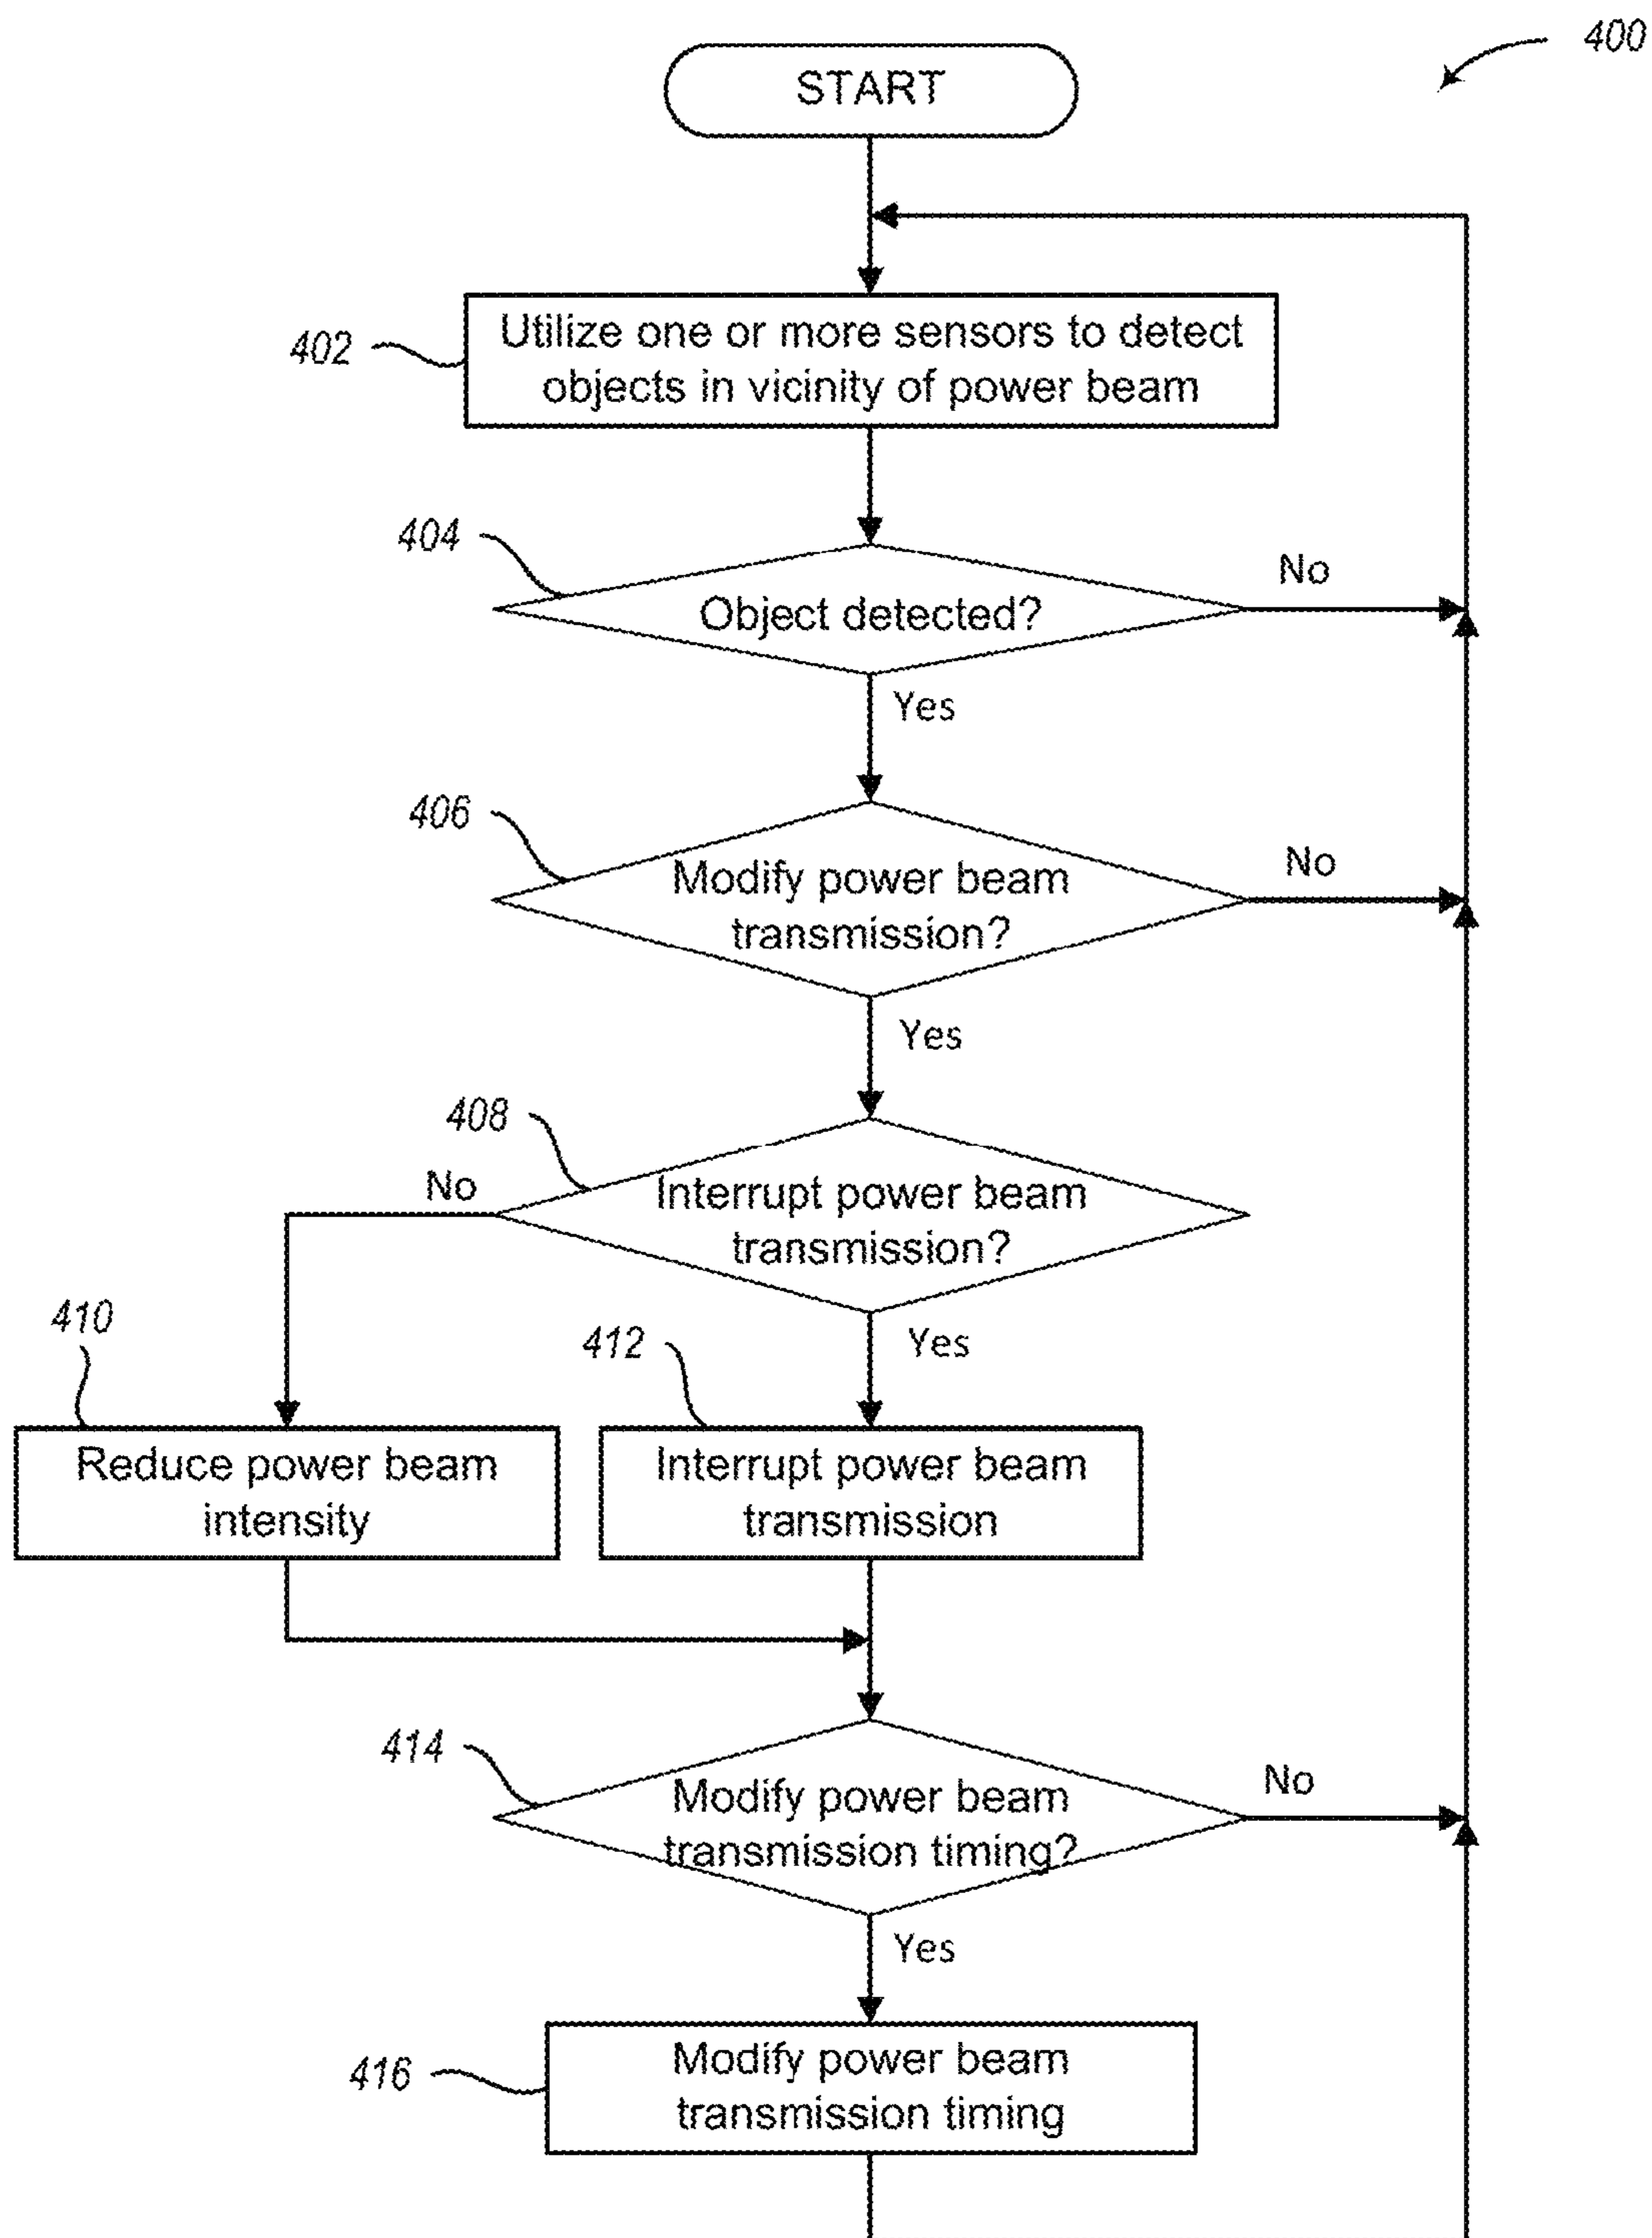 400
START
402
Utilize one or more sensors to detect
objects in vicinity of power beam
404
No
Object detected?
Yes
406
No
Modify power beam
transmission?
Yes
408
No
Interrupt power beam
transmission?
410
412
Yes
Reduce power beam
intensity
Interrupt power beam
transmission
414
No
Modify power beam
transmission timing?
Yes
416
Modify power beam
transmission timing